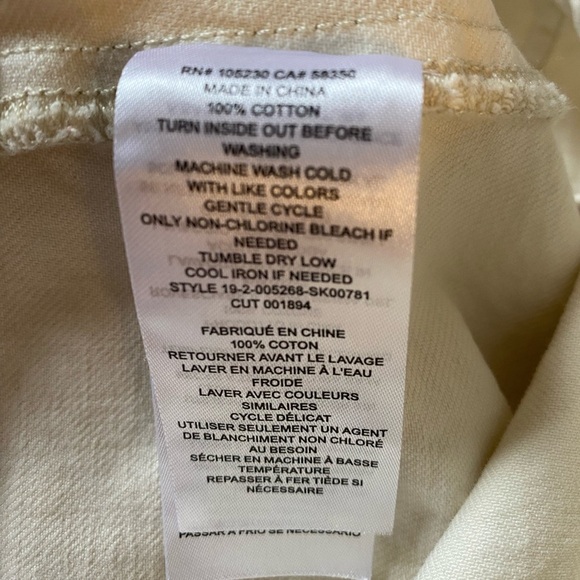 RN# 105230 CA# 58350
MADE IN CHINA
100% COTTON
TURN INSIDE OUT BEFORE
WASHING
MACHINE WASH COLD
WITH LIKE COLORS
GENTLE CYCLE
ONLY NON-CHLORINE BLEACH IF
NEEDED
TUMBLE DRY LOW
COOL IRON IF NEEDED
STYLE 19-2-005268-SK00781
CUT 001894
FABRIQUÉ EN CHINE
100% COTON
RETOURNER AVANT LE LAVAGE
LAVER EN MACHINE À L'EAU
FROIDE
LAVER AVEC COULEURS
SIMILAIRES
CYCLE DÉLICAT
UTILISER SEULEMENT UN AGENT
DE BLANCHIMENT NON CHLORÉ
AU BESOIN
SÉCHER EN MACHINE À BASSE
TEMPÉRATURE
REPASSER À FER TIÈDE SI
NÉCESSAIRE
PASSAR A FRIO SE NECESSÁRIO